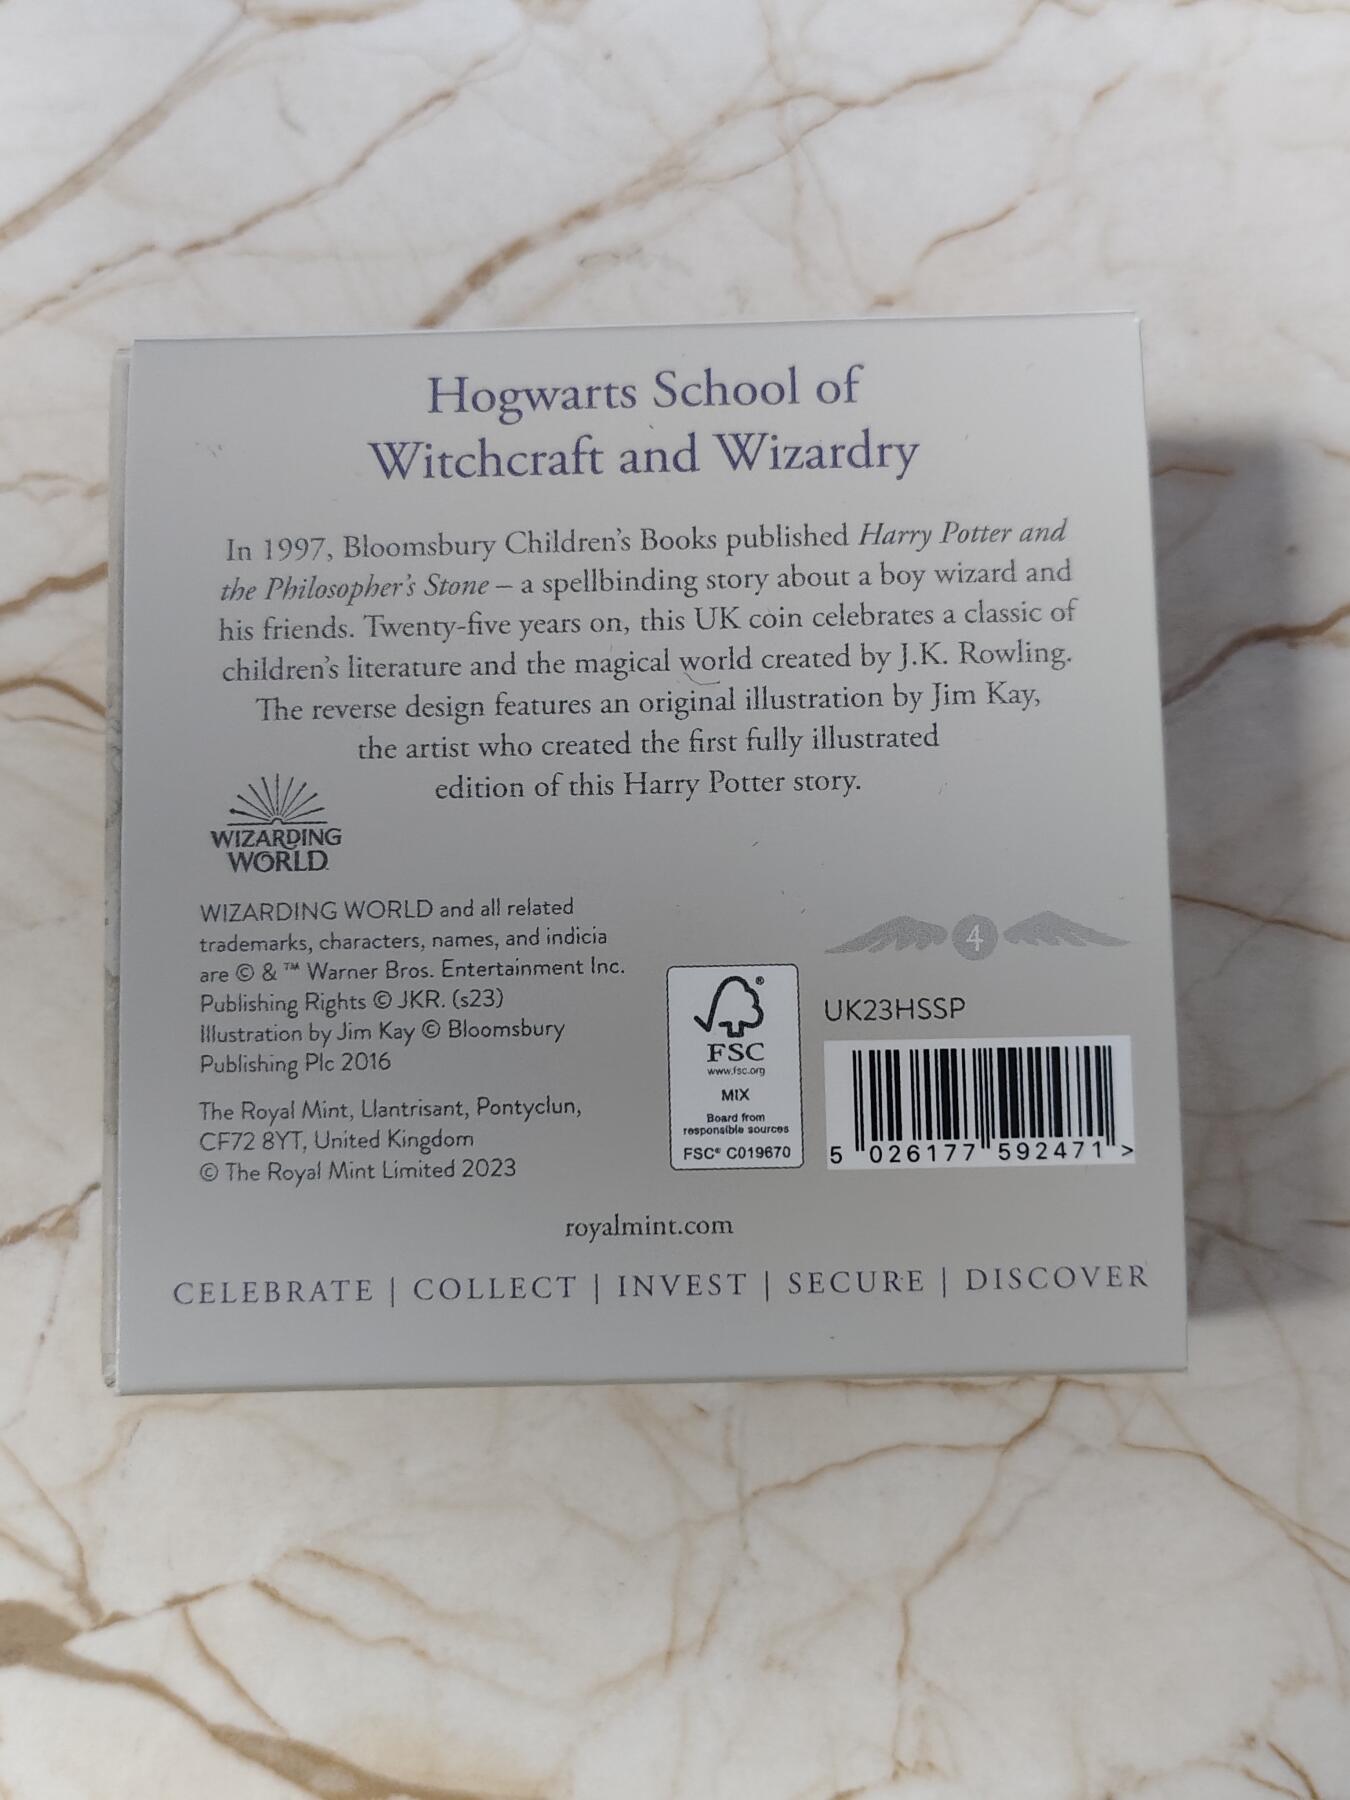 Hogwarts School of
Witchcraft and Wizardry
In 1997, Bloomsbury Children's Books published Harry Potter and
the Philosopher's Stone – a spellbinding story about a boy wizard and
his friends. Twenty-five years on, this UK coin celebrates a classic of
children's literature and the magical world created by J.K. Rowling.
The reverse design features an original illustration by Jim Kay,
the artist who created the first fully illustrated
edition of this Harry Potter story.
WIZARDING
WORLD
WIZARDING WORLD and all related
trademarks, characters, names, and indicia
are © & ™ Warner Bros. Entertainment Inc.
Publishing Rights © JKR. (s23)
Illustration by Jim Kay © Bloomsbury
Publishing Plc 2016
The Royal Mint, Llantrisant, Pontyclun,
CF72 8YT, United Kingdom
© The Royal Mint Limited 2023
®
FSC
www.fsc.org
MIX
Board from
responsible sources
FSC® C019670
4
UK23HSSP
5 026177 592471 >
royalmint.com
CELEBRATE | COLLECT | INVEST | SECURE | DISCOVER